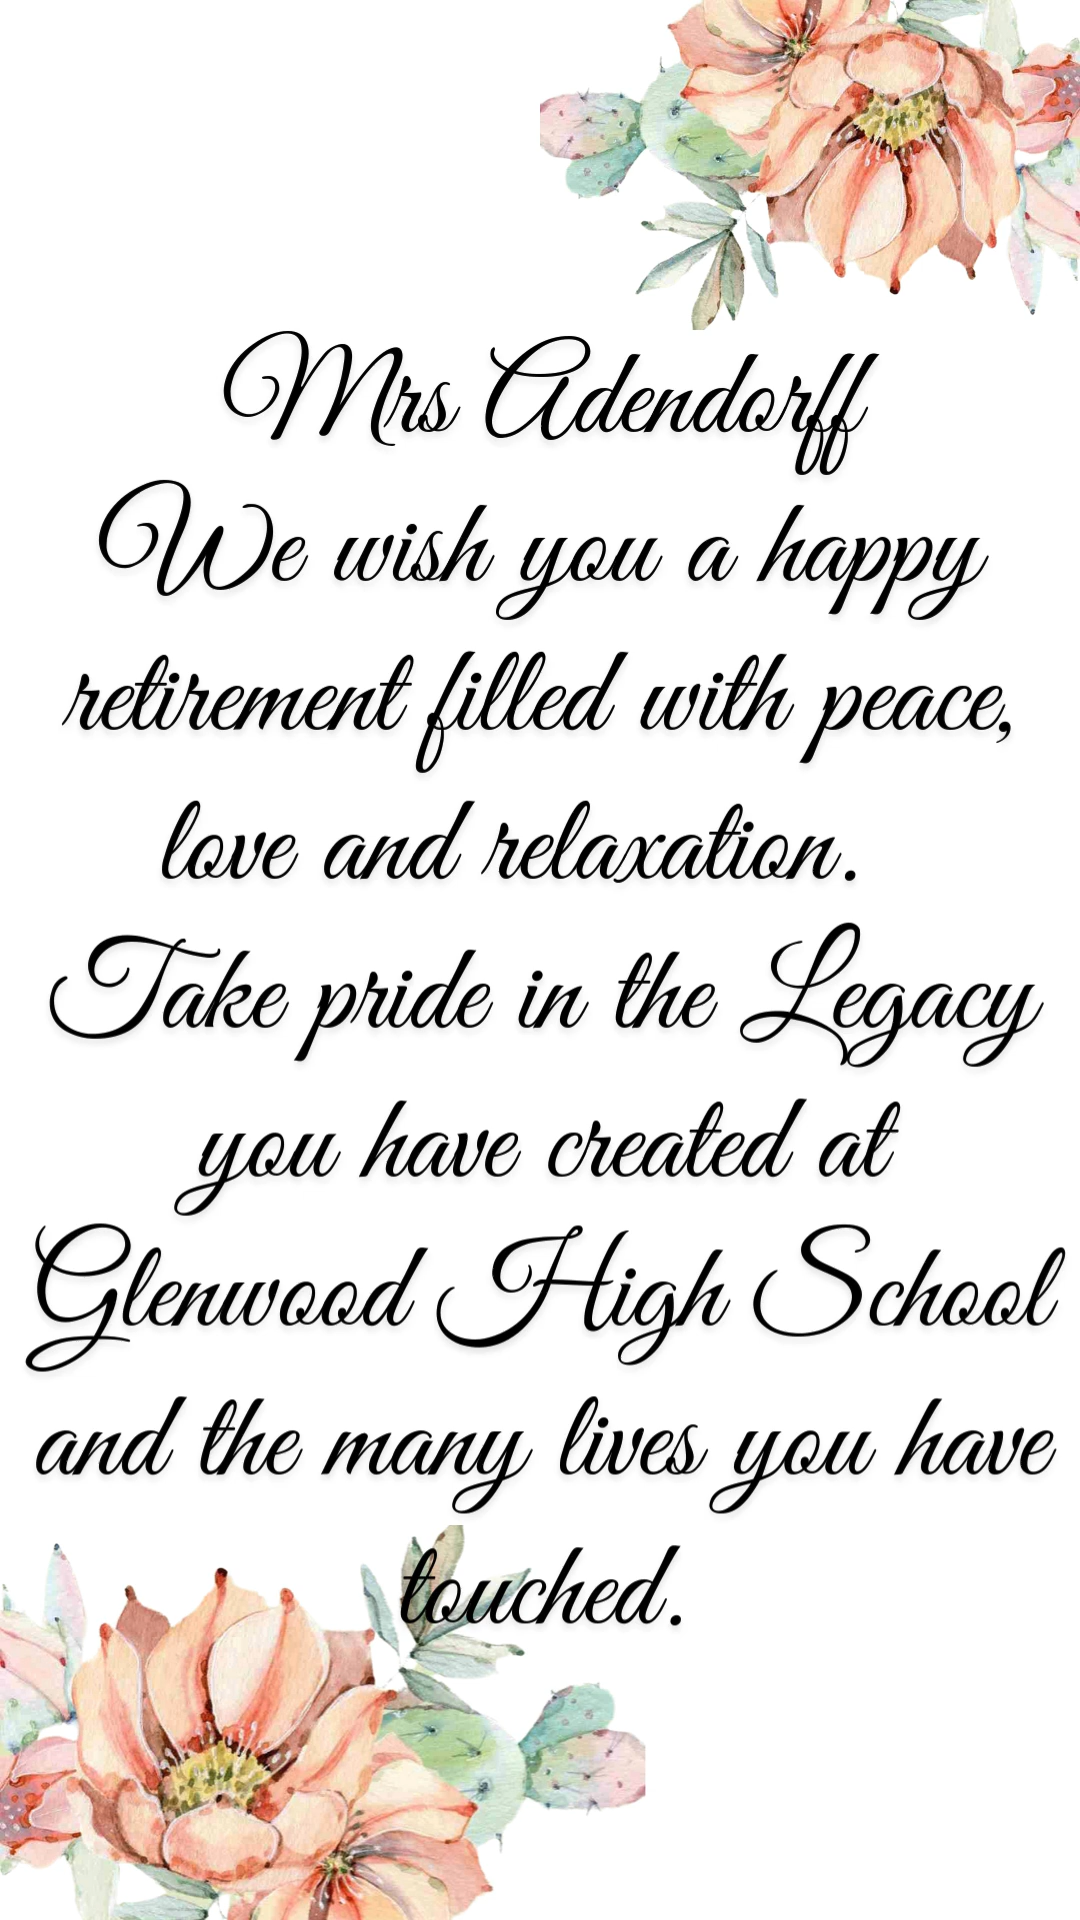 Mrs Adendorff
We wish you a happy
retirement filled with peace,
love and relaxation.
Take pride in the Legacy
you have created at
Glenwood High School
and the many lives you have
touched.